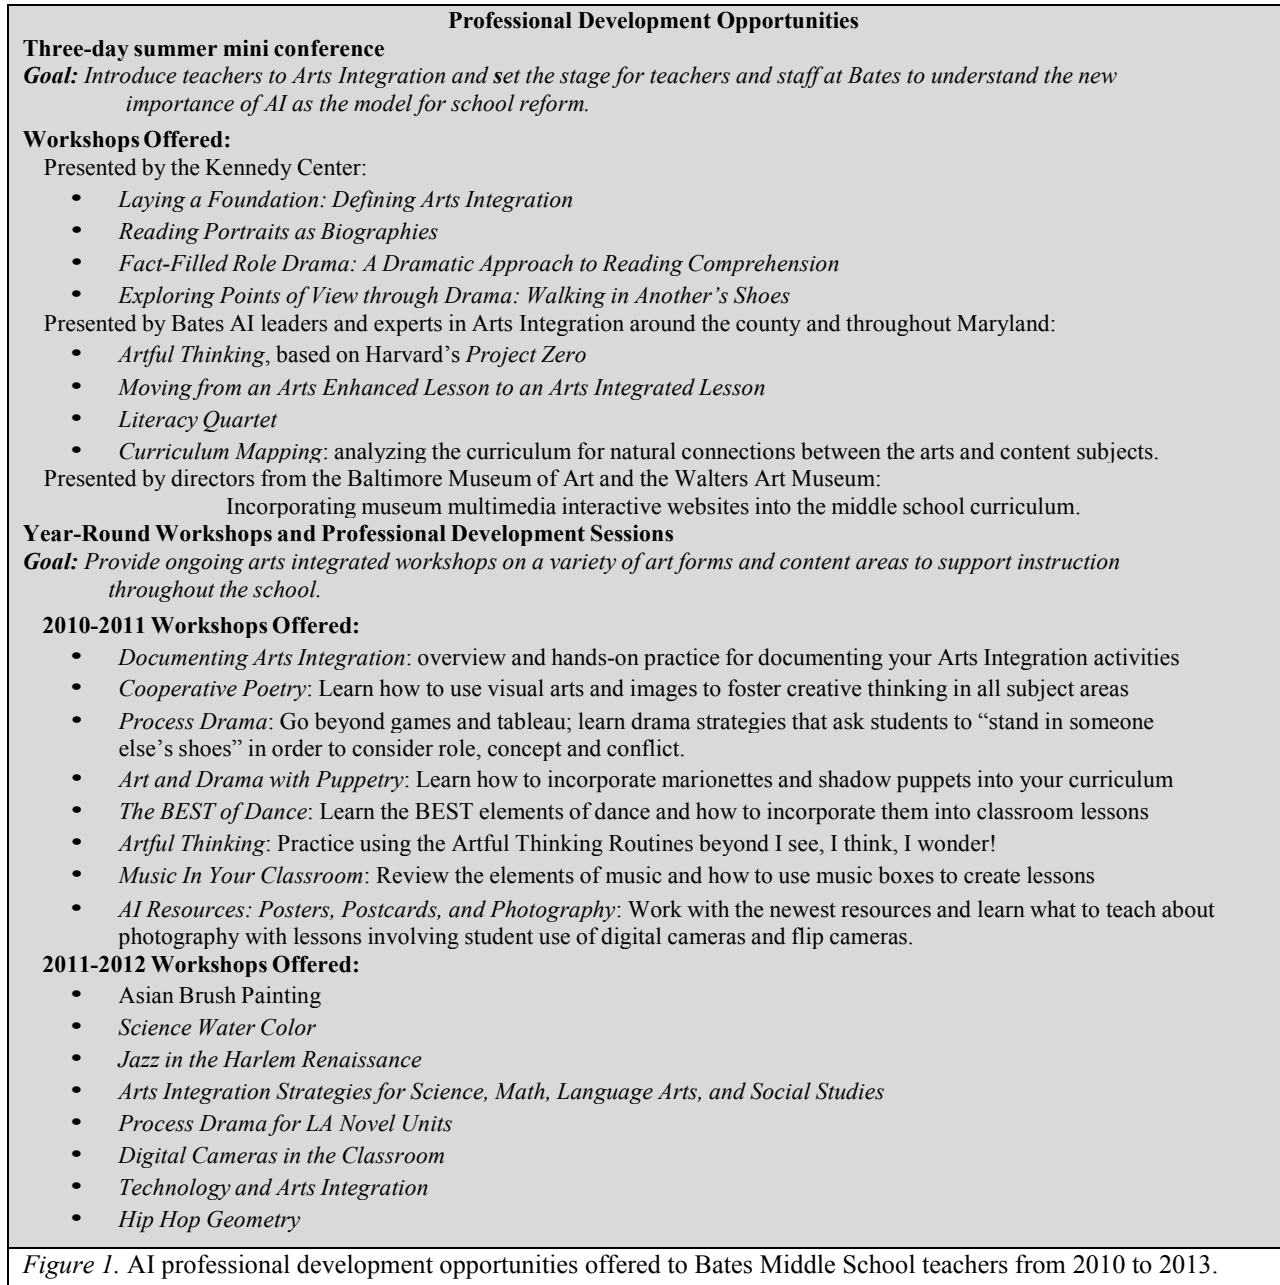 Professional Development Opportunities
Three-day summer mini conference
Goal: Introduce teachers to Arts Integration and set the stage for teachers and staff at Bates to understand the new
importance of AI as the model for school reform.
Workshops Offered:
Presented by the Kennedy Center:
• Laying a Foundation: Defining Arts Integration
• Reading Portraits as Biographies
• Fact-Filled Role Drama: A Dramatic Approach to Reading Comprehension
• Exploring Points of View through Drama: Walking in Another's Shoes
Presented by Bates AI leaders and experts in Arts Integration around the county and throughout Maryland:
• Artful Thinking, based on Harvard's Project Zero
• Moving from an Arts Enhanced Lesson to an Arts Integrated Lesson
• Literacy Quartet
• Curriculum Mapping: analyzing the curriculum for natural connections between the arts and content subjects.
Presented by directors from the Baltimore Museum of Art and the Walters Art Museum:
Incorporating museum multimedia interactive websites into the middle school curriculum.
Year-Round Workshops and Professional Development Sessions
Goal: Provide ongoing arts integrated workshops on a variety of art forms and content areas to support instruction
throughout the school.
2010-2011 Workshops Offered:
• Documenting Arts Integration: overview and hands-on practice for documenting your Arts Integration activities
• Cooperative Poetry: Learn how to use visual arts and images to foster creative thinking in all subject areas
• Process Drama: Go beyond games and tableau; learn drama strategies that ask students to "stand in someone
else's shoes" in order to consider role, concept and conflict.
• Art and Drama with Puppetry: Learn how to incorporate marionettes and shadow puppets into your curriculum
• The BEST of Dance: Learn the BEST elements of dance and how to incorporate them into classroom lessons
• Artful Thinking: Practice using the Artful Thinking Routines beyond I see, I think, I wonder!
• Music In Your Classroom: Review the elements of music and how to use music boxes to create lessons
• AI Resources: Posters, Postcards, and Photography: Work with the newest resources and learn what to teach about
photography with lessons involving student use of digital cameras and flip cameras.
2011-2012 Workshops Offered:
• Asian Brush Painting
• Science Water Color
• Jazz in the Harlem Renaissance
• Arts Integration Strategies for Science, Math, Language Arts, and Social Studies
• Process Drama for LA Novel Units
• Digital Cameras in the Classroom
• Technology and Arts Integration
• Hip Hop Geometry
Figure 1. AI professional development opportunities offered to Bates Middle School teachers from 2010 to 2013.